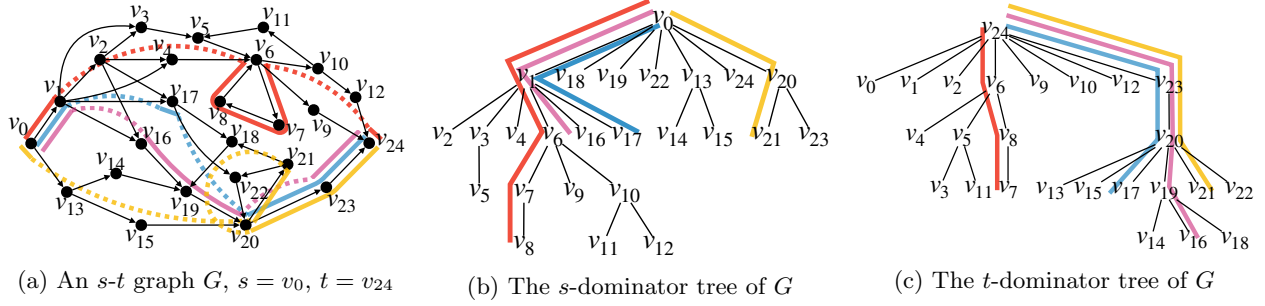 v3 v11
v2 v4 v5 v6 v10
v1 v17 v8 v7 v9 v12
v0 v16 v18 v24
v14 v21
v13 v19 v22 v23
v15 v20
(a) An s-t graph G, s = v0, t = v24
v0
v1 v18 v19 v22 v13 v24 v20
v2 v3 v4 v6 v16 v17 v14 v15 v21 v23
v5 v7 v9 v10
v8 v11 v12
(b) The s-dominator tree of G
v24
v0 v1 v2 v6 v9 v10 v12 v23
v4 v5 v8 v20
v3 v11 v7 v13 v15 v17 v19 v21 v22
v14 v16 v18
(c) The t-dominator tree of G